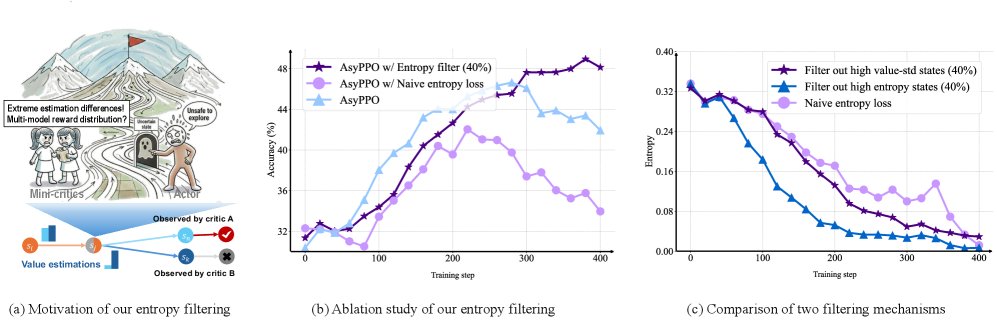 Extreme estimation differences!
Multi-model reward distribution?
Unsafe to
explore
Uncertain
state
Mini-critics
Actor
Observed by critic A
Value estimations
Observed by critic B
(a) Motivation of our entropy filtering
AsyPPO w/ Entropy filter (40%)
AsyPPO w/ Naive entropy loss
AsyPPO
Accuracy (%)
48
44
40
36
32
0
100
200
300
400
Training step
(b) Ablation study of our entropy filtering
Filter out high value-std states (40%)
Filter out high entropy states (40%)
Naive entropy loss
Entropy
0.40
0.32
0.24
0.16
0.08
0.00
0
100
200
300
400
Training step
(c) Comparison of two filtering mechanisms